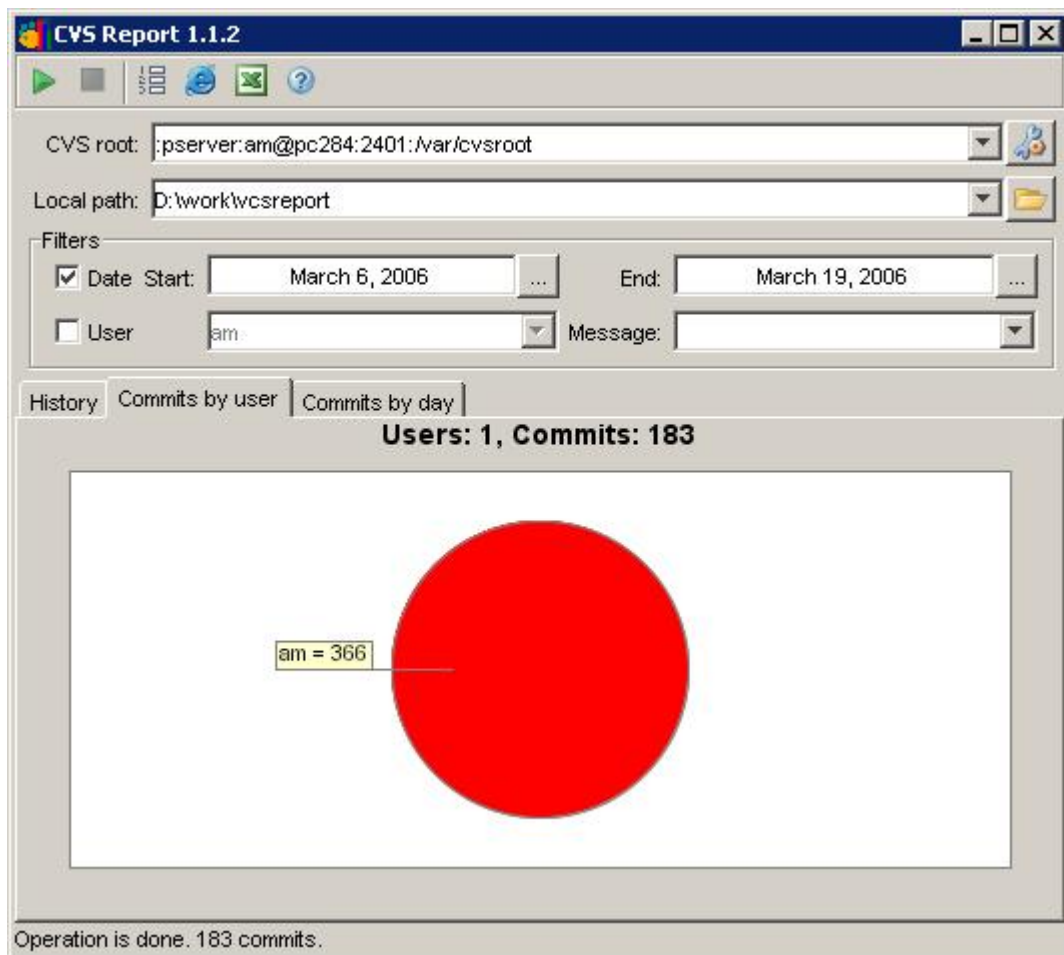 CVS Report 1.1.2
CVS root: :pserver:am@pc284:2401:/var/cvsroot
Local path: D:\work\vcsreport
Filters
Date Start: March 6, 2006 ... End: March 19, 2006 ...
User am Message:
History Commits by user Commits by day
Users: 1, Commits: 183
am = 366
Operation is done. 183 commits.